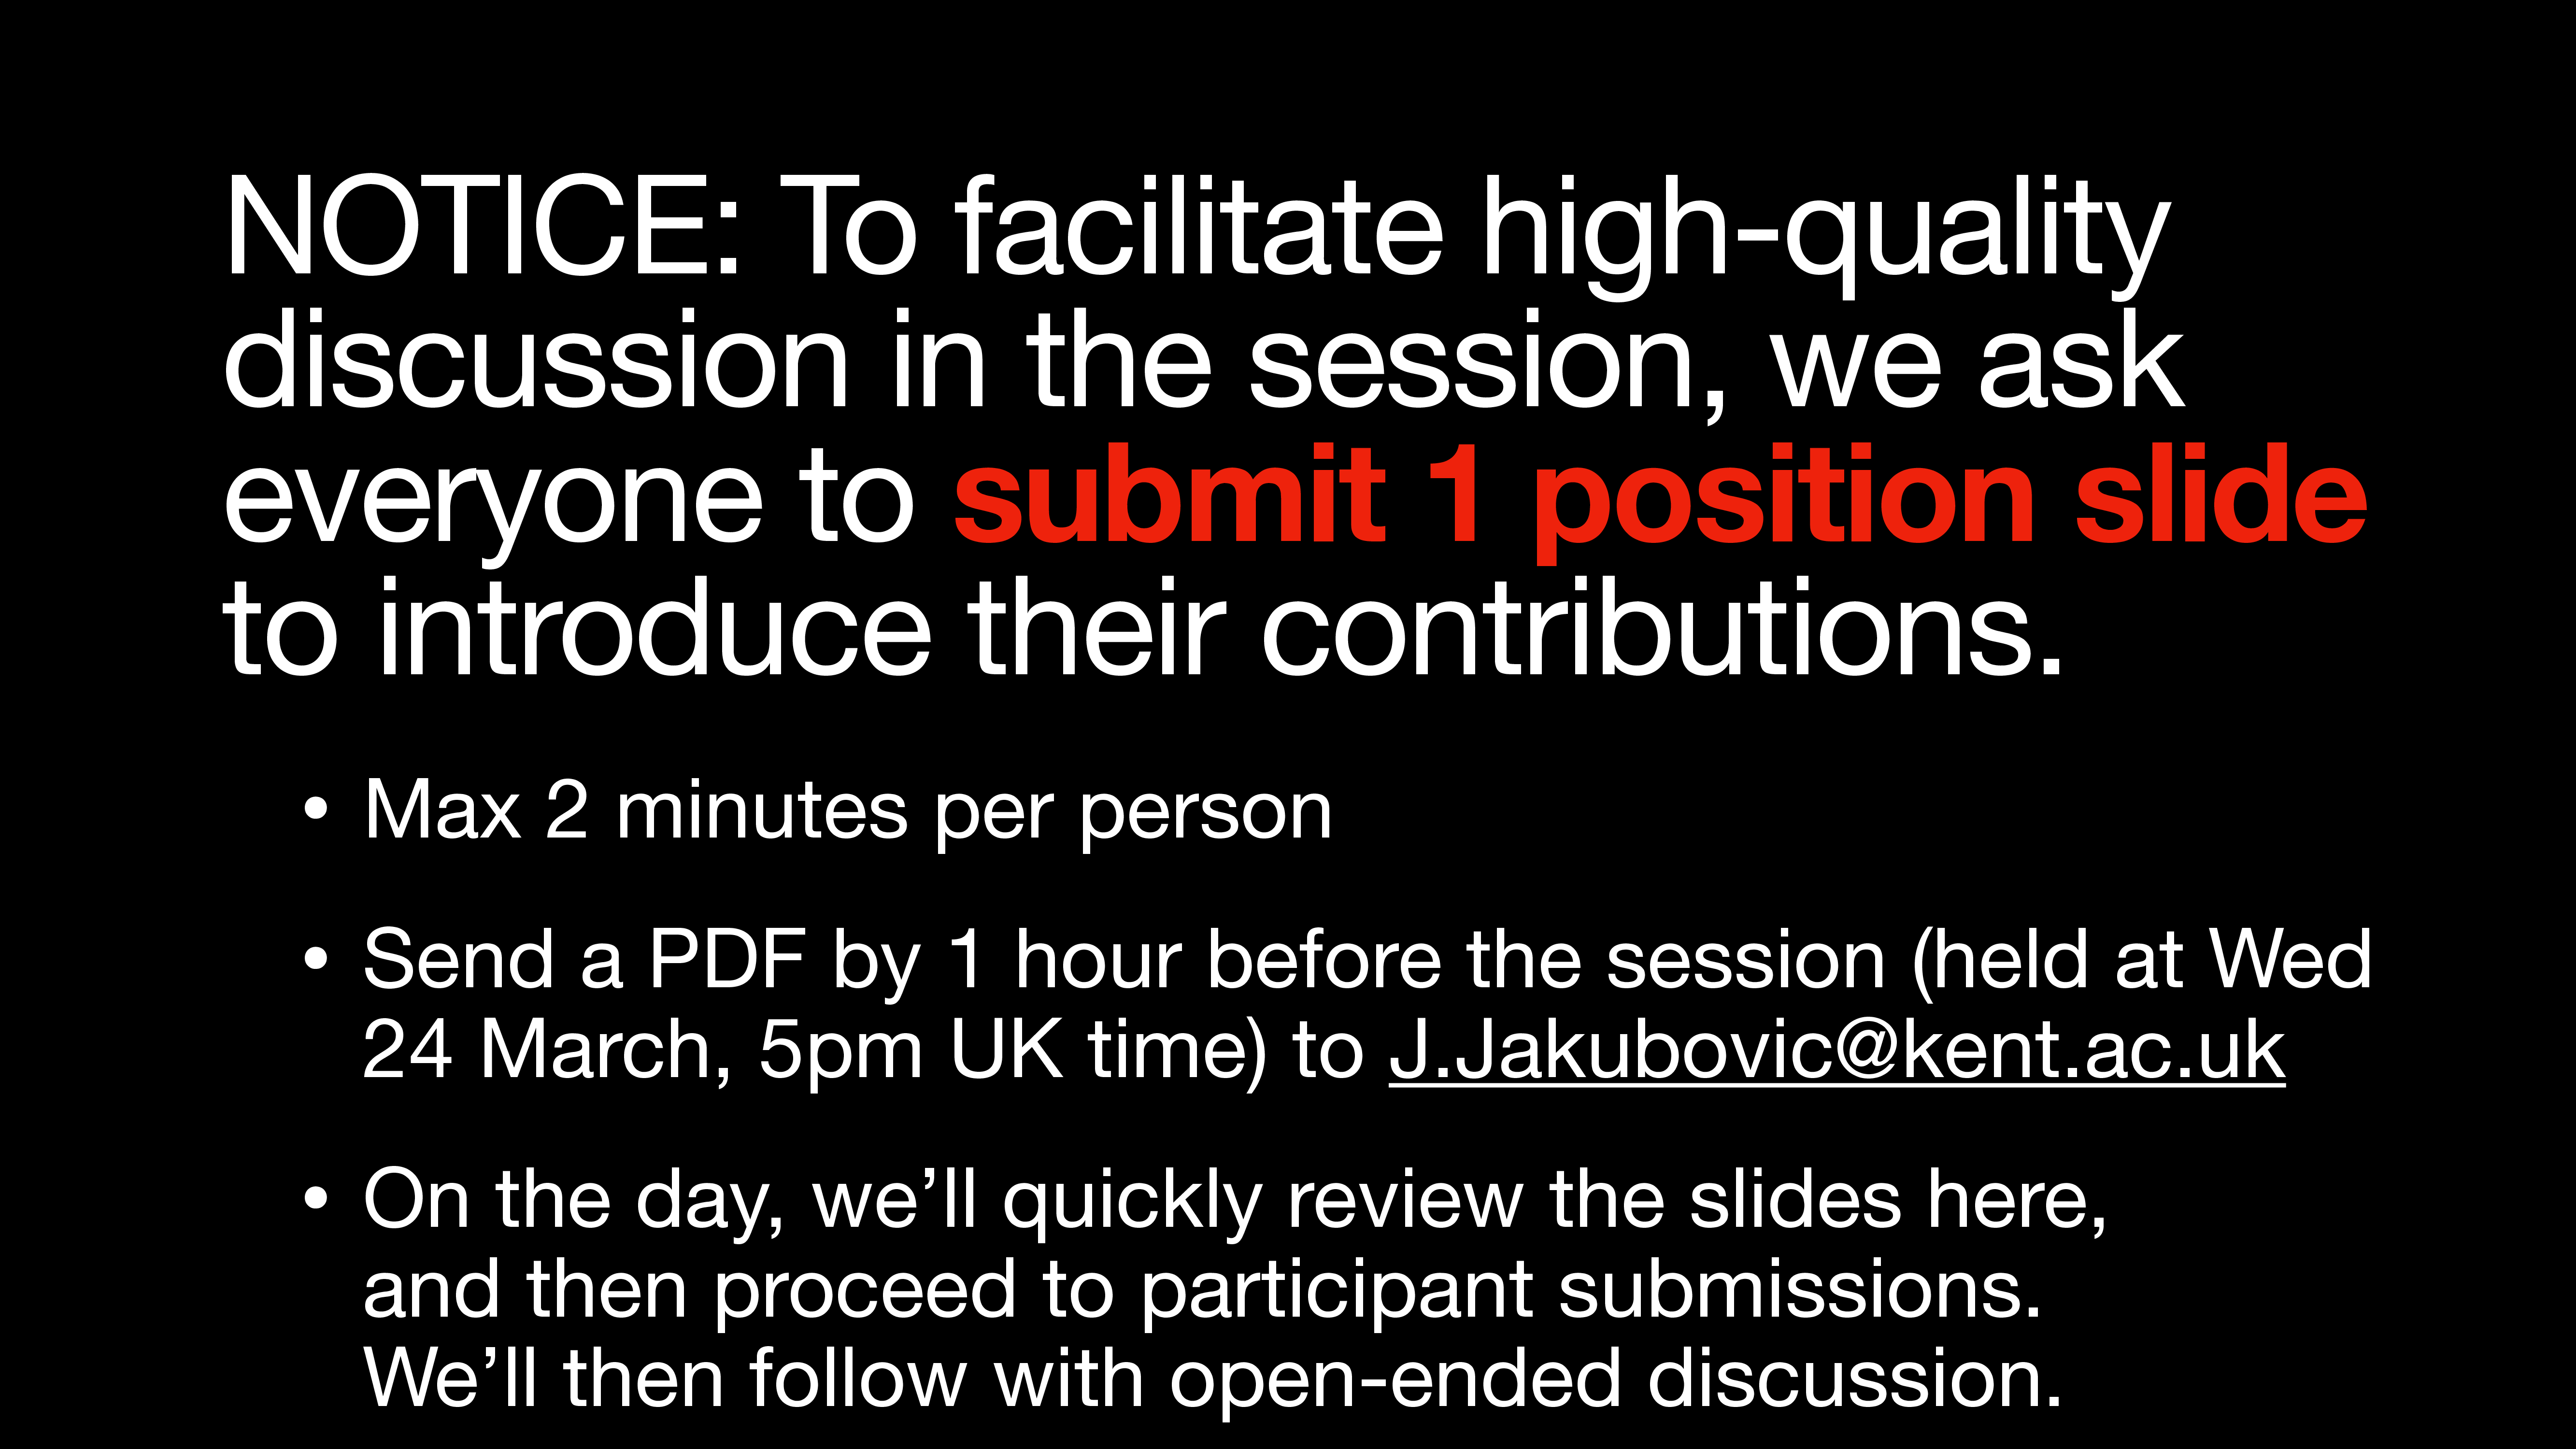 NOTICE: To facilitate high-quality
discussion in the session, we ask
everyone to submit 1 position slide
to introduce their contributions.
• Max 2 minutes per person
• Send a PDF by 1 hour before the session (held at Wed
24 March, 5pm UK time) to J.Jakubovic@kent.ac.uk
• On the day, we’ll quickly review the slides here,
and then proceed to participant submissions.
We’ll then follow with open-ended discussion.